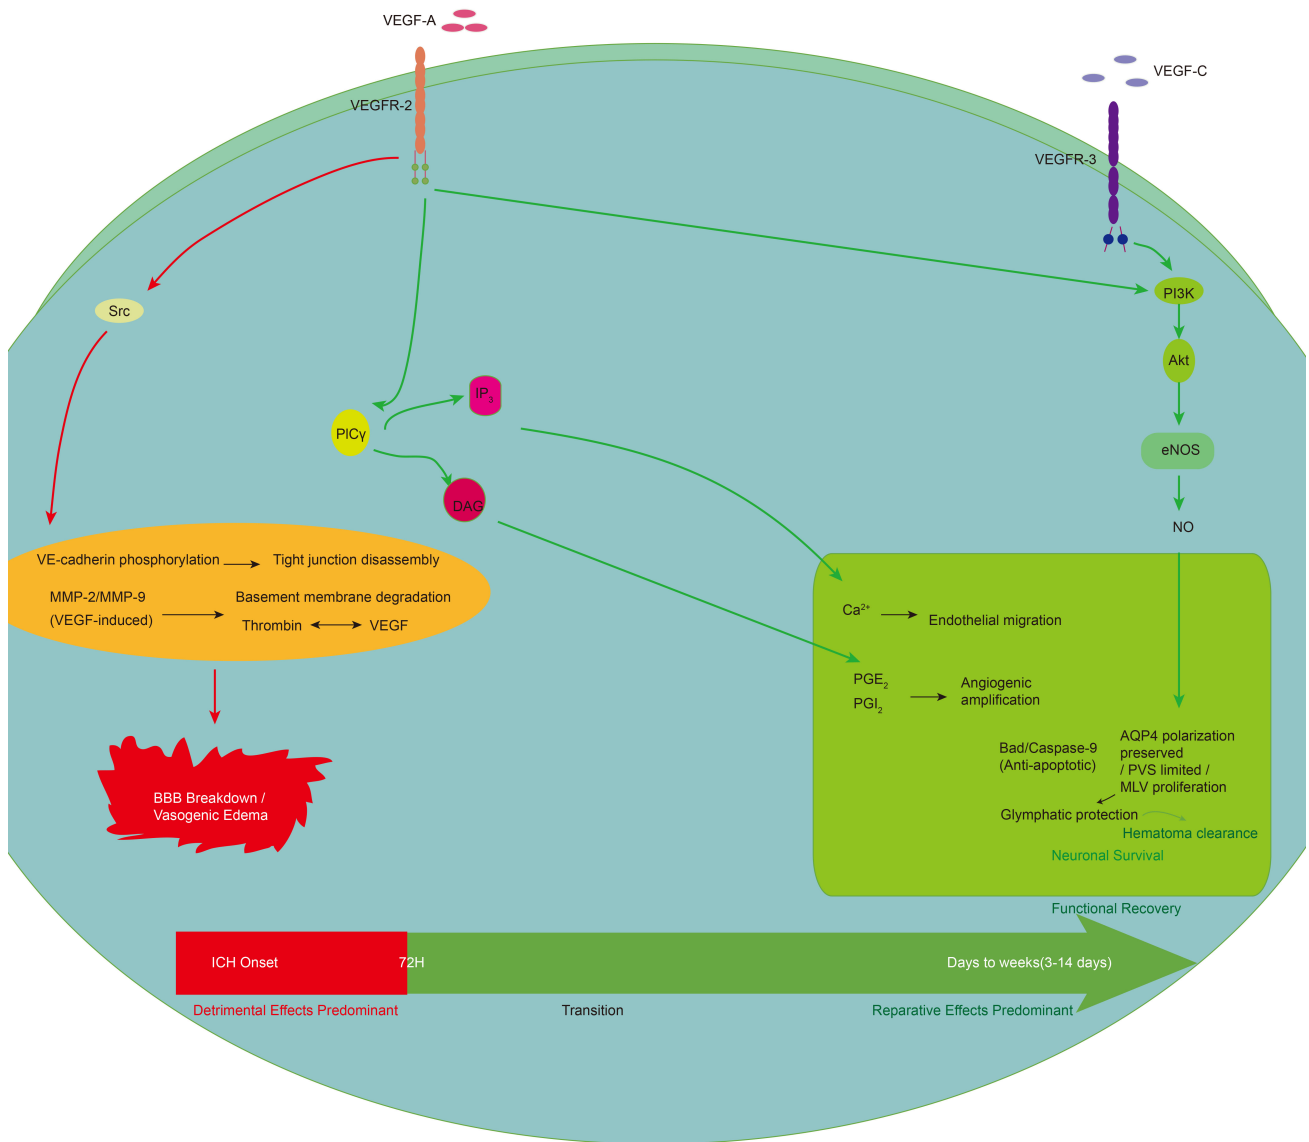 VEGF-A
VEGF-C
VEGFR-2
VEGFR-3
Src
PI3K
Akt
IP₃
PlCγ
eNOS
DAG
NO
VE-cadherin phosphorylation
Tight junction disassembly
MMP-2/MMP-9
(VEGF-induced)
Basement membrane degradation
Thrombin
VEGF
Ca²⁺
Endothelial migration
PGE₂
PGI₂
Angiogenic
amplification
Bad/Caspase-9
(Anti-apoptotic)
AQP4 polarization
preserved
/ PVS limited /
MLV proliferation
Glymphatic protection
Hematoma clearance
Neuronal Survival
BBB Breakdown /
Vasogenic Edema
Functional Recovery
ICH Onset
72H
Days to weeks(3-14 days)
Detrimental Effects Predominant
Transition
Reparative Effects Predominant